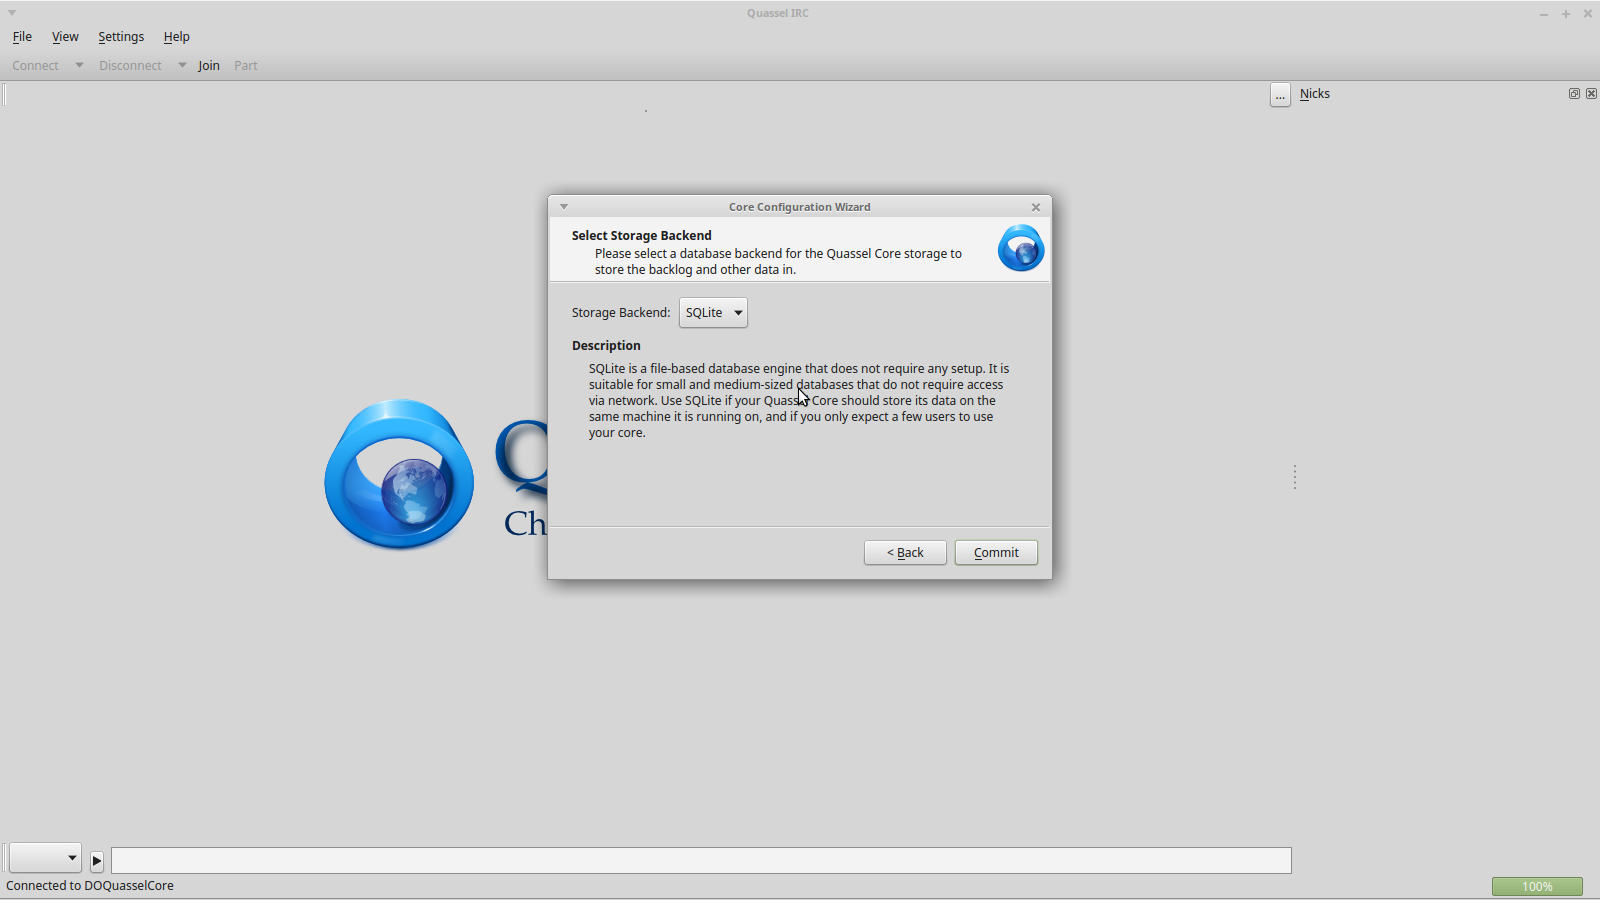 Quassel IRC
File View Settings Help
Connect Disconnect Join Part
... Nicks
Core Configuration Wizard
Select Storage Backend
Please select a database backend for the Quassel Core storage to
store the backlog and other data in.
Storage Backend: SQLite
Description
SQLite is a file-based database engine that does not require any setup. It is
suitable for small and medium-sized databases that do not require access
via network. Use SQLite if your Quassel Core should store its data on the
same machine it is running on, and if you only expect a few users to use
your core.
Q
Ch
< Back Commit
Connected to DOQuasselCore 100%